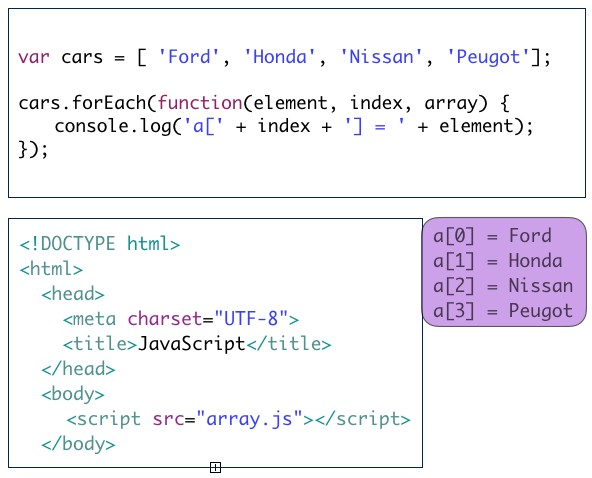 var cars = [ 'Ford', 'Honda', 'Nissan', 'Peugot'];
cars.forEach(function(element, index, array) {
console.log('a[' + index + '] = ' + element);
});
<!DOCTYPE html>
<html>
<head>
<meta charset="UTF-8">
<title>JavaScript</title>
</head>
<body>
<script src="array.js"></script>
</body>
a[0] = Ford
a[1] = Honda
a[2] = Nissan
a[3] = Peugot